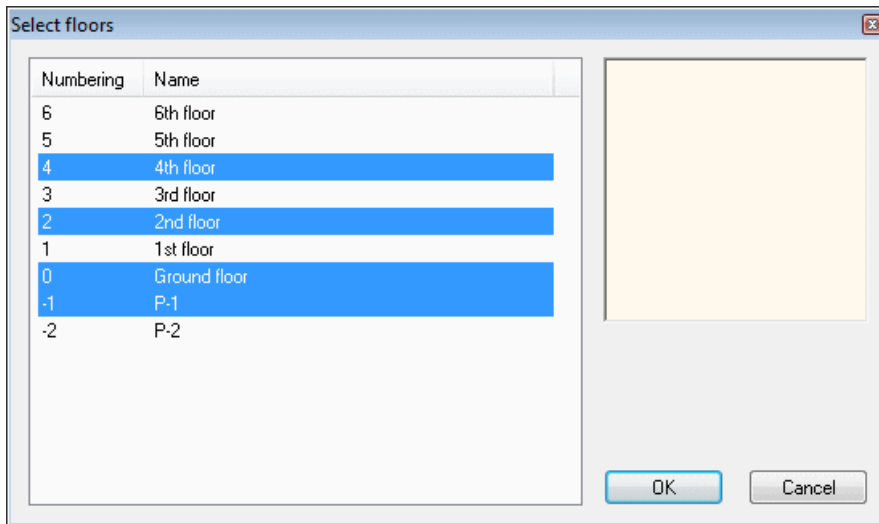 Select floors
Numbering Name
6 6th floor
5 5th floor
4 4th floor
3 3rd floor
2 2nd floor
1 1st floor
0 Ground floor
-1 P-1
-2 P-2
OK Cancel